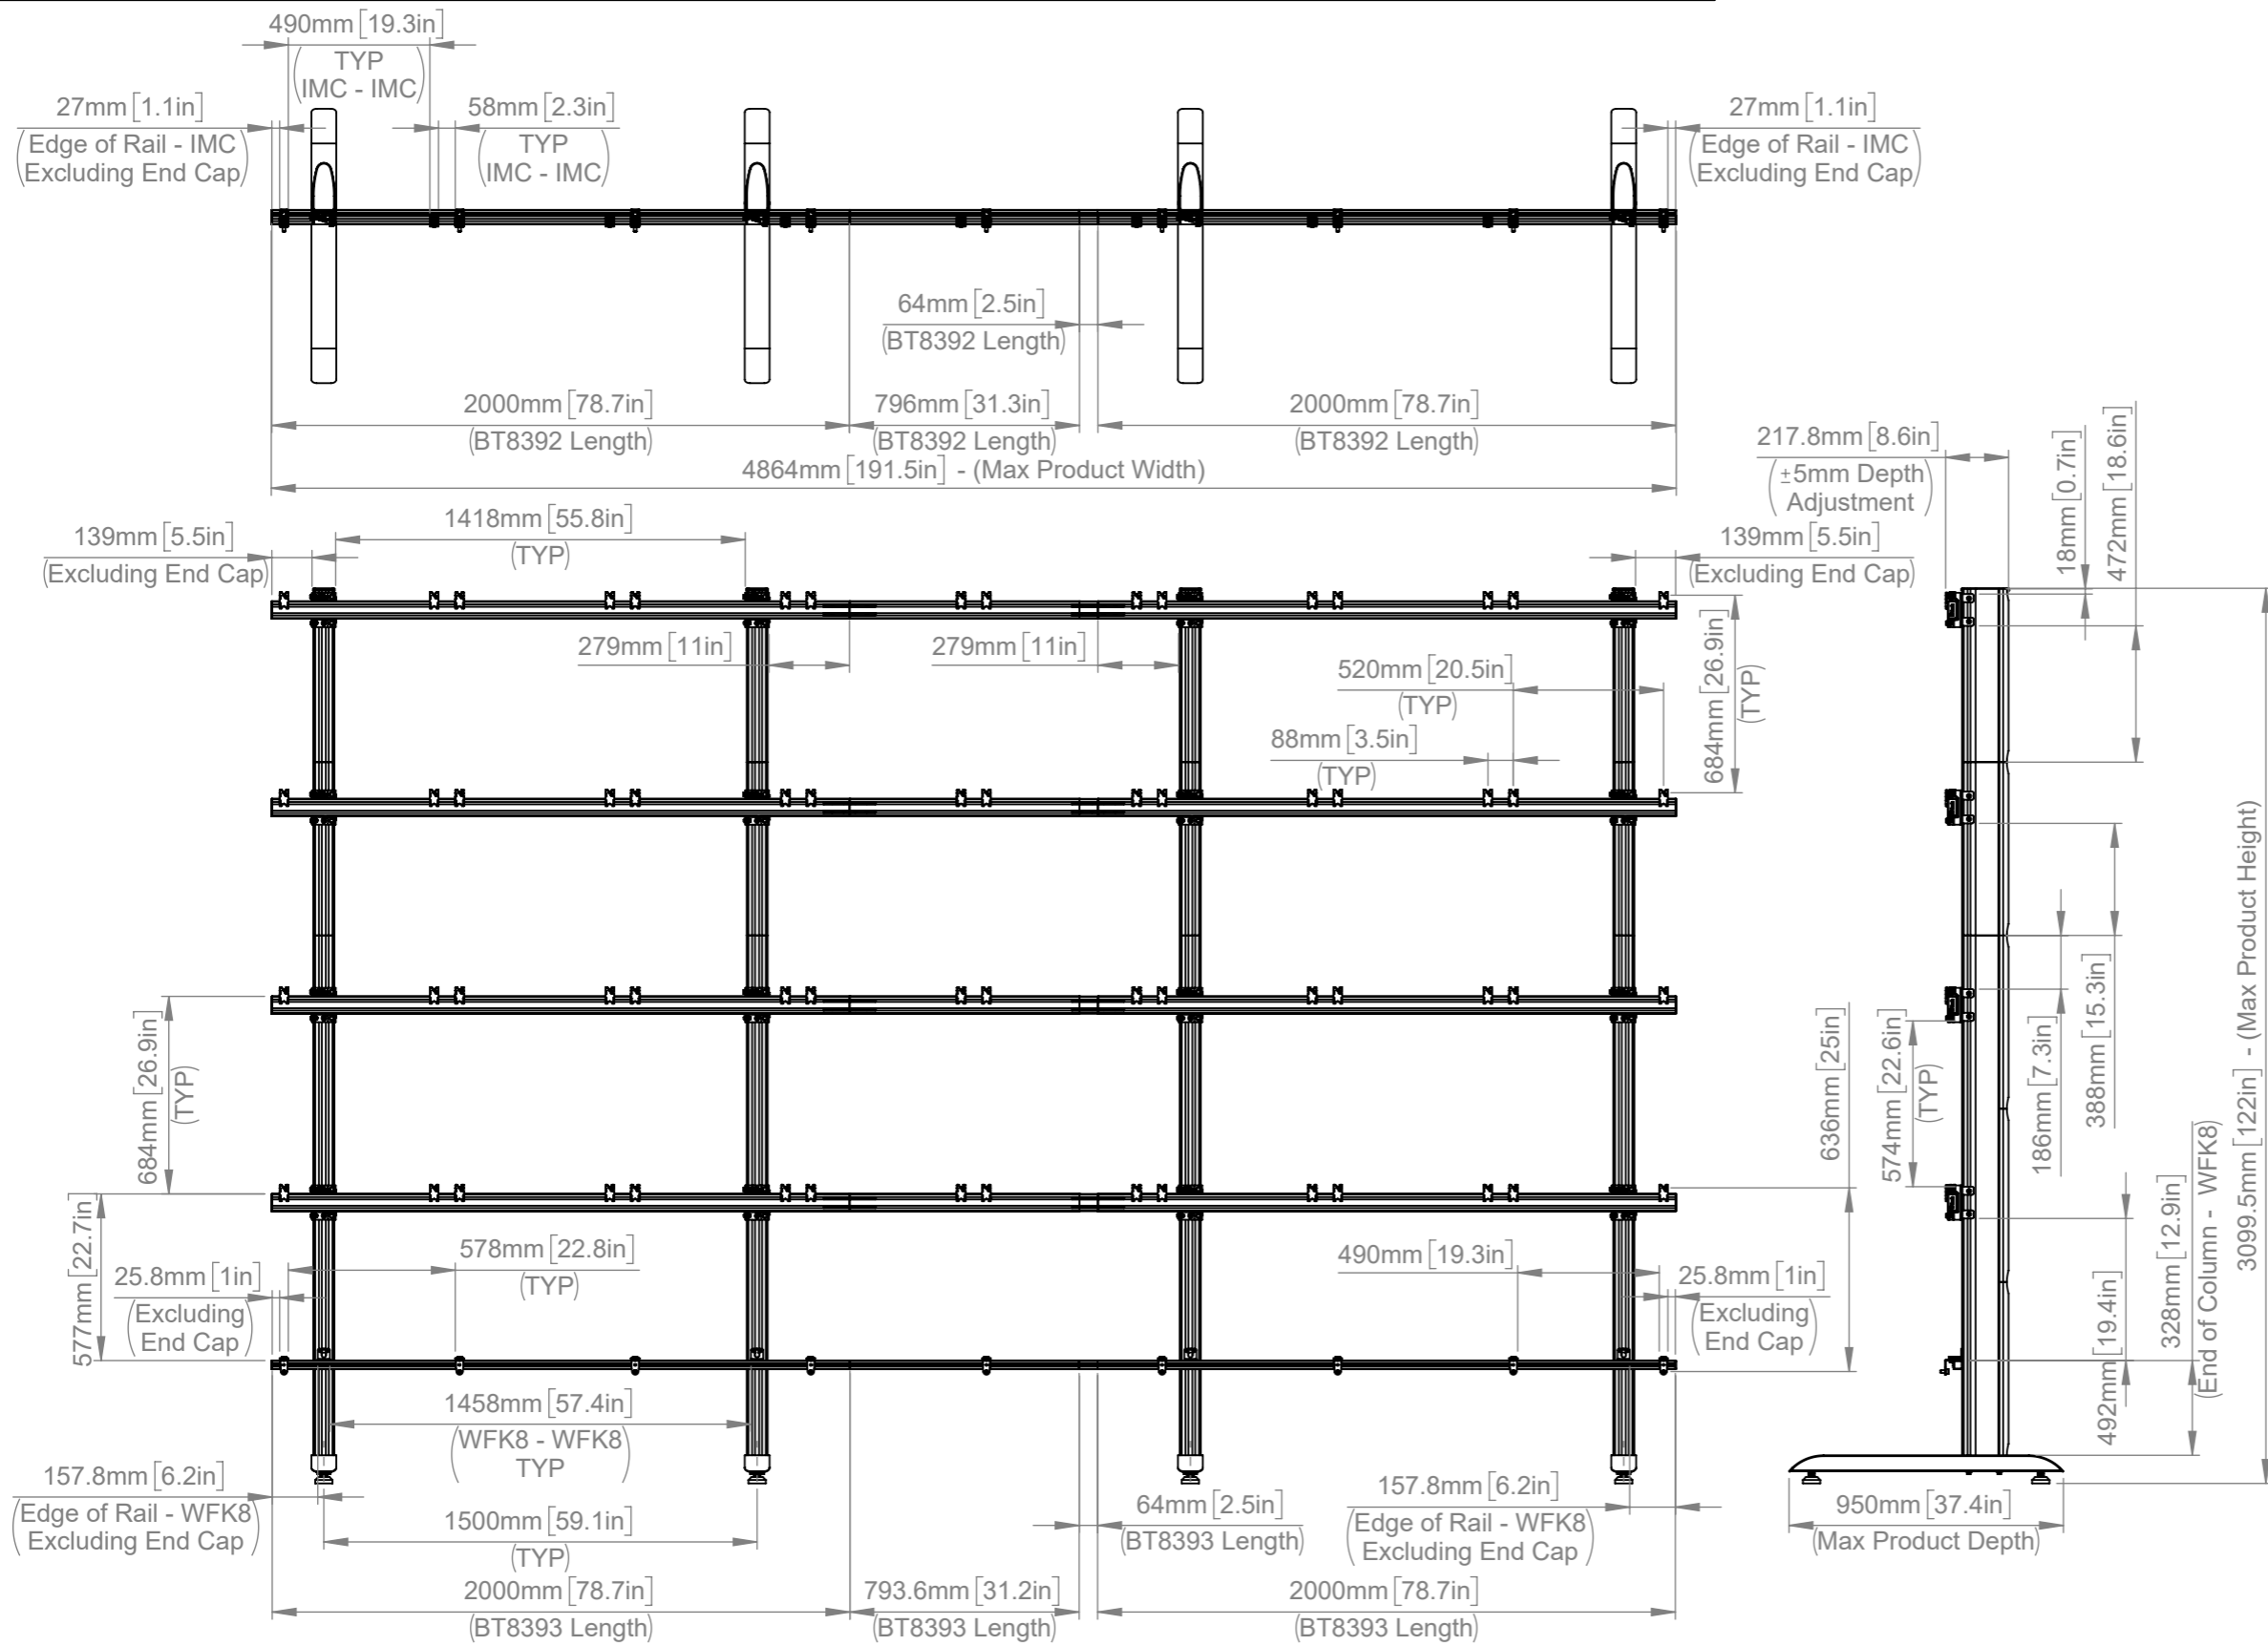 490mm [19.3in]
(TYP
IMC - IMC)
27mm [1.1in]
(Edge of Rail - IMC
Excluding End Cap)
58mm [2.3in]
(TYP
IMC - IMC)
27mm [1.1in]
(Edge of Rail - IMC
Excluding End Cap)
64mm [2.5in]
(BT8392 Length)
2000mm [78.7in]
(BT8392 Length)
796mm [31.3in]
(BT8392 Length)
2000mm [78.7in]
(BT8392 Length)
4864mm [191.5in] - (Max Product Width)
217.8mm [8.6in]
(±5mm Depth
Adjustment)
18mm [0.7in]
472mm [18.6in]
139mm [5.5in]
(Excluding End Cap)
1418mm [55.8in]
(TYP)
139mm [5.5in]
(Excluding End Cap)
279mm [11in]
279mm [11in]
520mm [20.5in]
(TYP)
88mm [3.5in]
(TYP)
684mm [26.9in]
(TYP)
684mm [26.9in]
(TYP)
636mm [25in]
574mm [22.6in]
(TYP)
186mm [7.3in]
388mm [15.3in]
3099.5mm [122in] - (Max Product Height)
577mm [22.7in]
578mm [22.8in]
(TYP)
490mm [19.3in]
25.8mm [1in]
(Excluding
End Cap)
25.8mm [1in]
(Excluding
End Cap)
492mm [19.4in]
328mm [12.9in]
(End of Column - WFK8)
1458mm [57.4in]
(WFK8 - WFK8
TYP)
157.8mm [6.2in]
(Edge of Rail - WFK8
Excluding End Cap)
1500mm [59.1in]
(TYP)
64mm [2.5in]
(BT8393 Length)
157.8mm [6.2in]
(Edge of Rail - WFK8
Excluding End Cap)
950mm [37.4in]
(Max Product Depth)
2000mm [78.7in]
(BT8393 Length)
793.6mm [31.2in]
(BT8393 Length)
2000mm [78.7in]
(BT8393 Length)